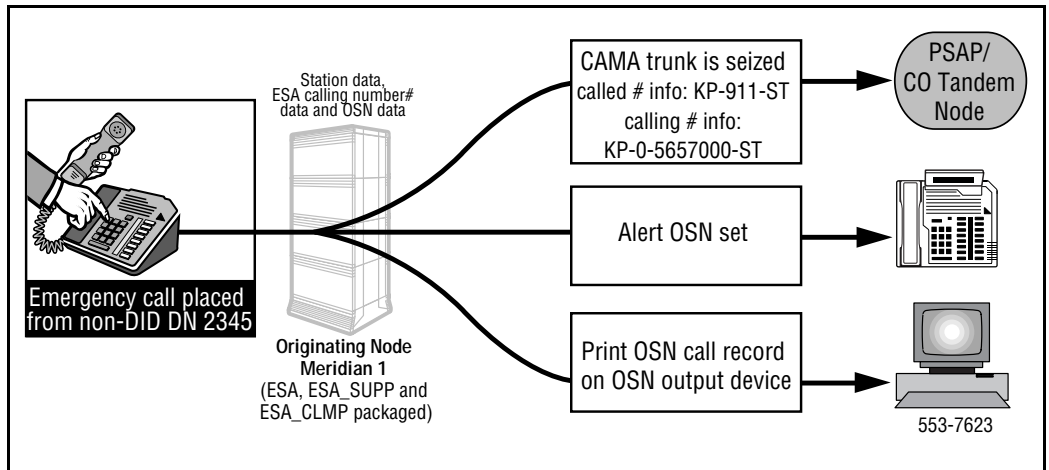 Emergency call placed
from non-DID DN 2345
Station data,
ESA calling number#
data and OSN data
Originating Node
Meridian 1
(ESA, ESA_SUPP and
ESA_CLMP packaged)
CAMA trunk is seized
called # info: KP-911-ST
calling # info:
KP-0-5657000-ST
PSAP/
CO Tandem
Node
Alert OSN set
Print OSN call record
on OSN output device
553-7623